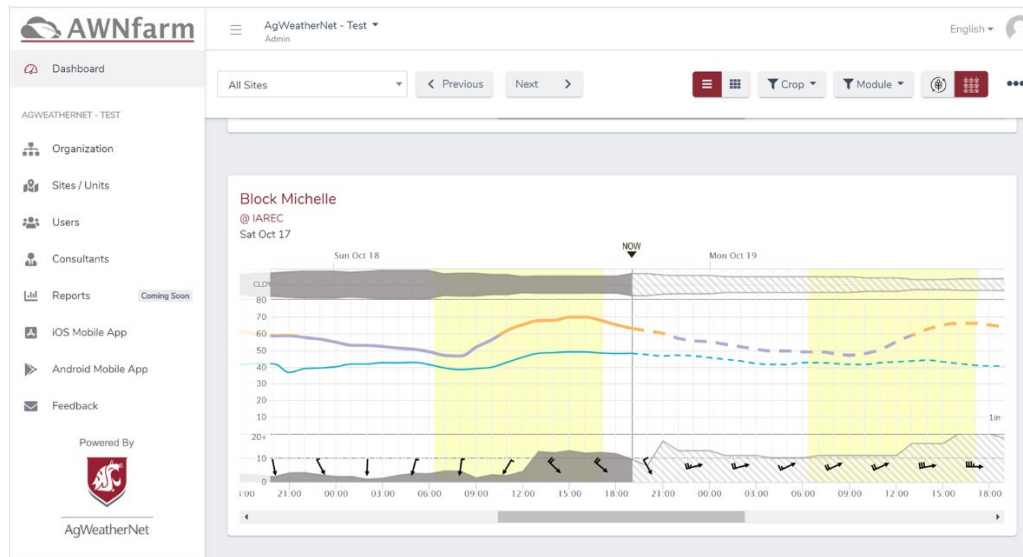 AWNfarm
AgWeatherNet - Test
Admin
English
Dashboard
All Sites
Previous
Next
Crop
Module
AGWEATHERNET - TEST
Organization
Sites / Units
Users
Consultants
Reports
Coming Soon
iOS Mobile App
Android Mobile App
Feedback
Powered By
AgWeatherNet
Block Michelle
@ IAREC
Sat Oct 17
Sun Oct 18
NOW
Mon Oct 19
80
70
60
50
40
30
20
10
1in
20+
10
0
21:00 00:00 03:00 06:00 09:00 12:00 15:00 18:00 21:00 00:00 03:00 06:00 09:00 12:00 15:00 18:00